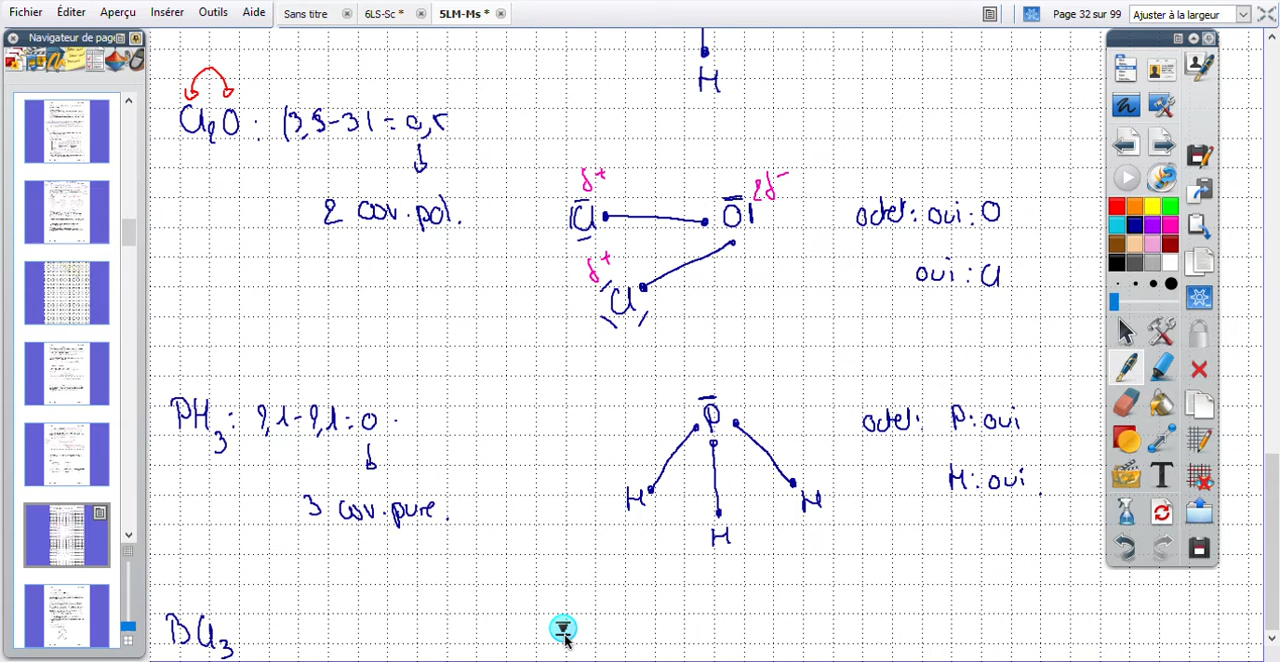 Fichier Éditer Aperçu Insérer Outils Aide
Sans titre 6LS-Sc * 5LM-Ms * Page 32 sur 99 Ajuster à la largeur
Navigateur de page
H
Cl2O : |3,5-3| = 0,5
2 cov. pol.
δ+ 2δ-
Cl O
octet : oui : O
δ+
oui : Cl
Cl
PH3 : 2,1-2,1 = 0
P
octet : P : oui
H H
H : oui.
3 cov. pure.
H
BCl3